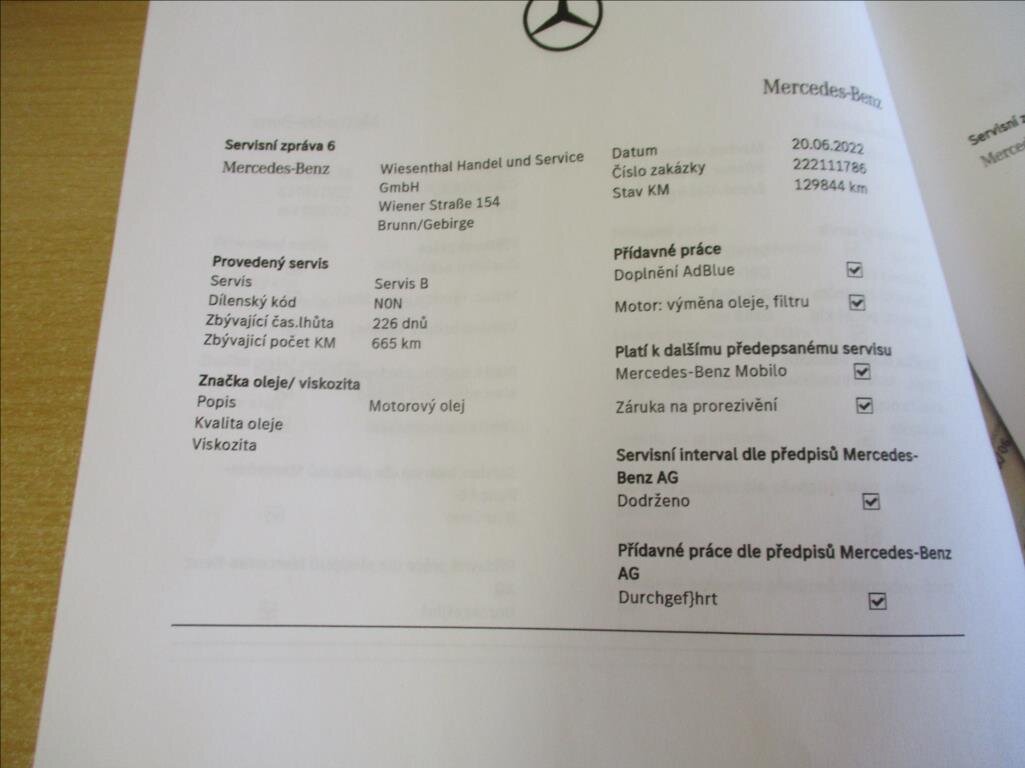 Mercedes-Benz
Servisní zpráva 6
Mercedes-Benz
Wiesenthal Handel und Service
GmbH
Wiener Straße 154
Brunn/Gebirge
Datum 20.06.2022
Číslo zakázky 222111786
Stav KM 129844 km
Provedený servis
Servis Servis B
Dílenský kód N0N
Zbývající čas.lhůta 226 dnů
Zbývajicí počet KM 665 km
Značka oleje/ viskozita
Popis Motorový olej
Kvalita oleje
Viskozita
Přídavné práce
Doplnění AdBlue
Motor: výměna oleje, filtru
Platí k dalšímu předepsanému servisu
Mercedes-Benz Mobilo
Záruka na prorezivění
Servisní interval dle předpisů Mercedes-
Benz AG
Dodrženo
Přídavné práce dle předpisů Mercedes-Benz
AG
Durchgef}hrt
Servisní